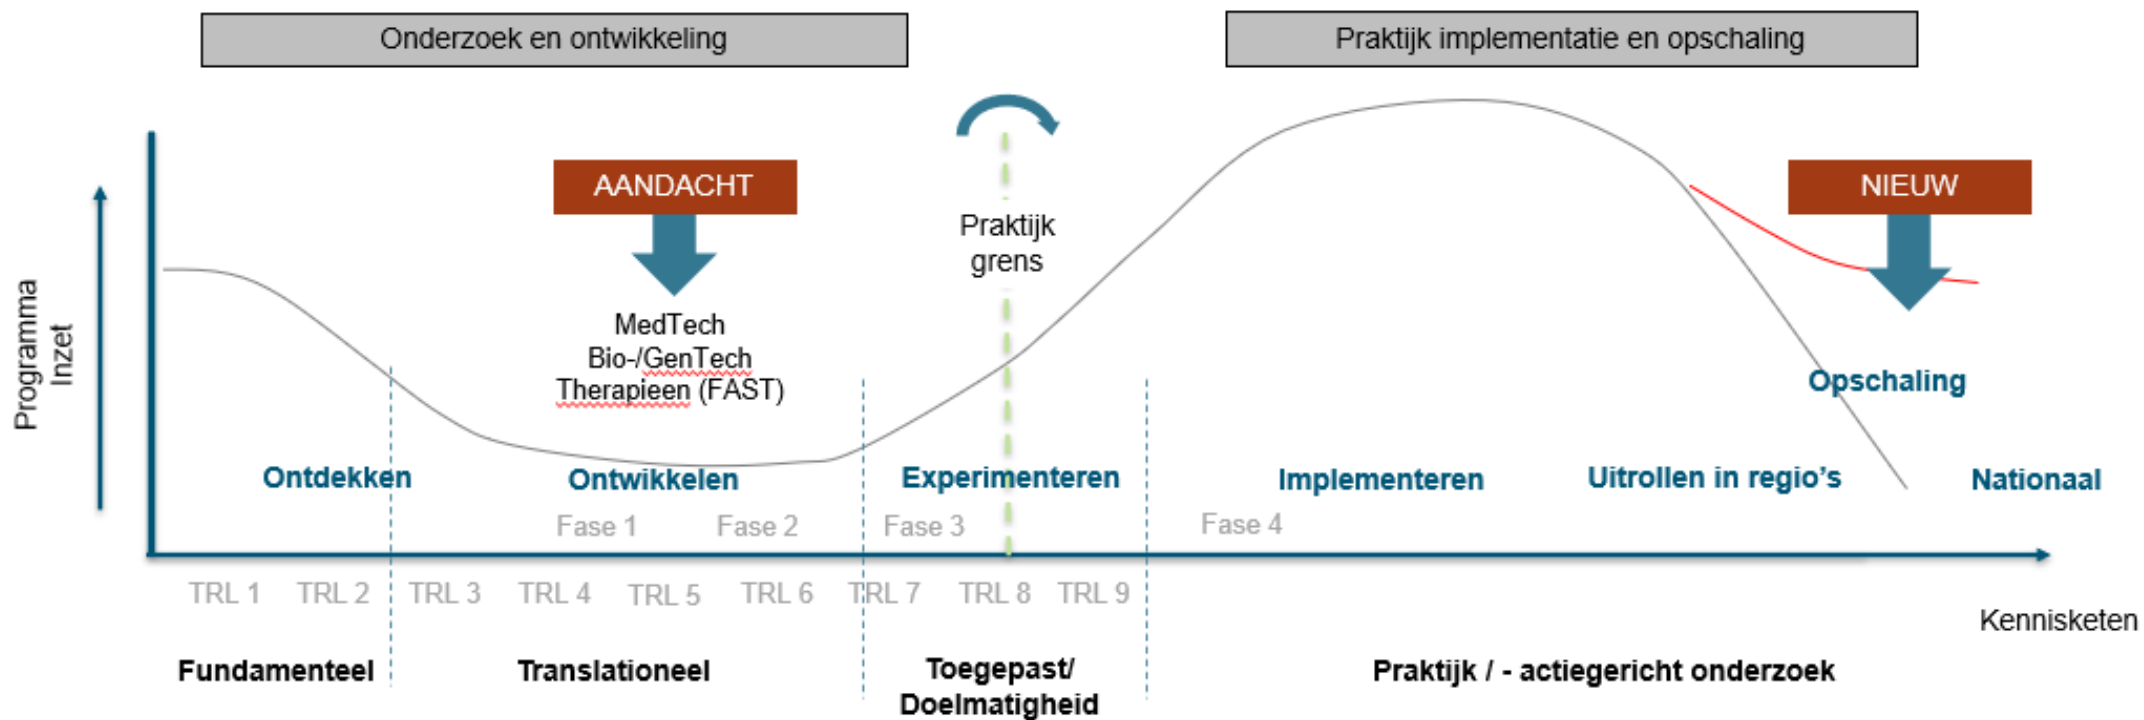 Onderzoek en ontwikkeling
Praktijk implementatie en opschaling
AANDACHT
NIEUW
Praktijk
grens
MedTech
Bio-/GenTech
Therapieen (FAST)
Programma
Inzet
Opschaling
Ontdekken
Ontwikkelen
Experimenteren
Implementeren
Uitrollen in regio’s
Nationaal
Fase 1
Fase 2
Fase 3
Fase 4
TRL 1
TRL 2
TRL 3
TRL 4
TRL 5
TRL 6
TRL 7
TRL 8
TRL 9
Kennisketen
Fundamenteel
Translationeel
Toegepast/
Doelmatigheid
Praktijk / - actiegericht onderzoek